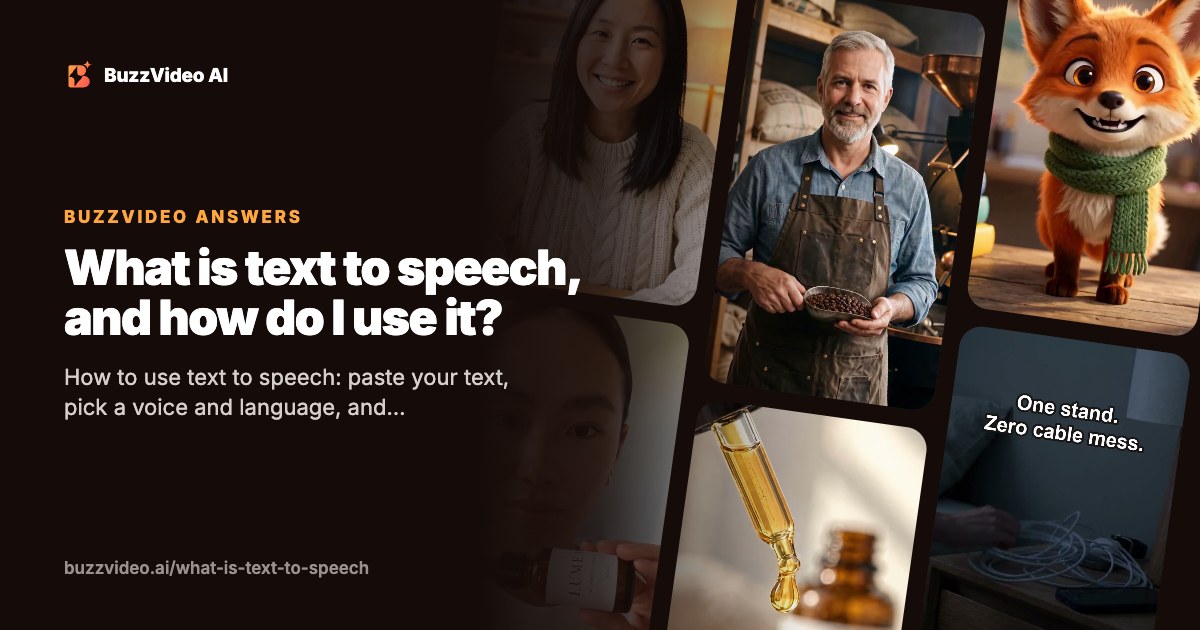 BuzzVideo AI
BUZZVIDEO ANSWERS
What is text to speech,
and how do I use it?
How to use text to speech: paste your text,
pick a voice and language, and...
buzzvideo.ai/what-is-text-to-speech
One stand.
Zero cable mess.
LUME